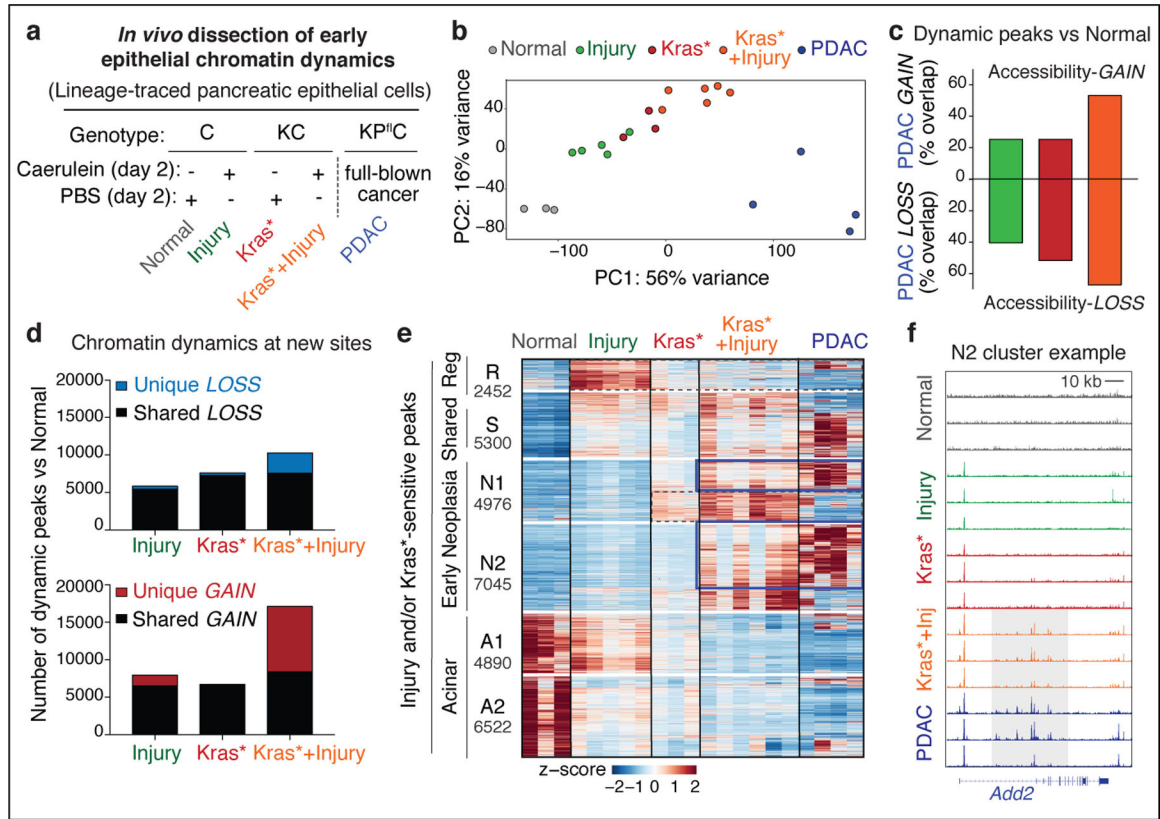 a
In vivo dissection of early
epithelial chromatin dynamics
(Lineage-traced pancreatic epithelial cells)
Genotype: C KC KPflC
Caerulein (day 2): - + - + full-blown
PBS (day 2): + - + - cancer
Normal Injury Kras* Kras*+Injury PDAC
b
Normal Injury Kras* Kras* +Injury PDAC
PC2: 16% variance
40
0
−40
−80
−100 0 100
PC1: 56% variance
c Dynamic peaks vs Normal
Accessibility-GAIN
PDAC GAIN
(% overlap)
60
40
20
0
PDAC LOSS
(% overlap)
20
40
60
Accessibility-LOSS
d Chromatin dynamics at new sites
Number of dynamic peaks vs Normal
20000
15000
10000
5000
0
Unique LOSS
Shared LOSS
Injury Kras* Kras*+Injury
20000
15000
10000
5000
0
Unique GAIN
Shared GAIN
Injury Kras* Kras*+Injury
e
Normal Injury Kras* Kras* +Injury PDAC
Injury and/or Kras*-sensitive peaks
Reg
R
2452
Shared
S
5300
Early Neoplasia
N1
4976
N2
7045
Acinar
A1
4890
A2
6522
z-score
-2-1 0 1 2
f
N2 cluster example
10 kb
Normal
Injury
Kras*
Kras*+Inj
PDAC
Add2